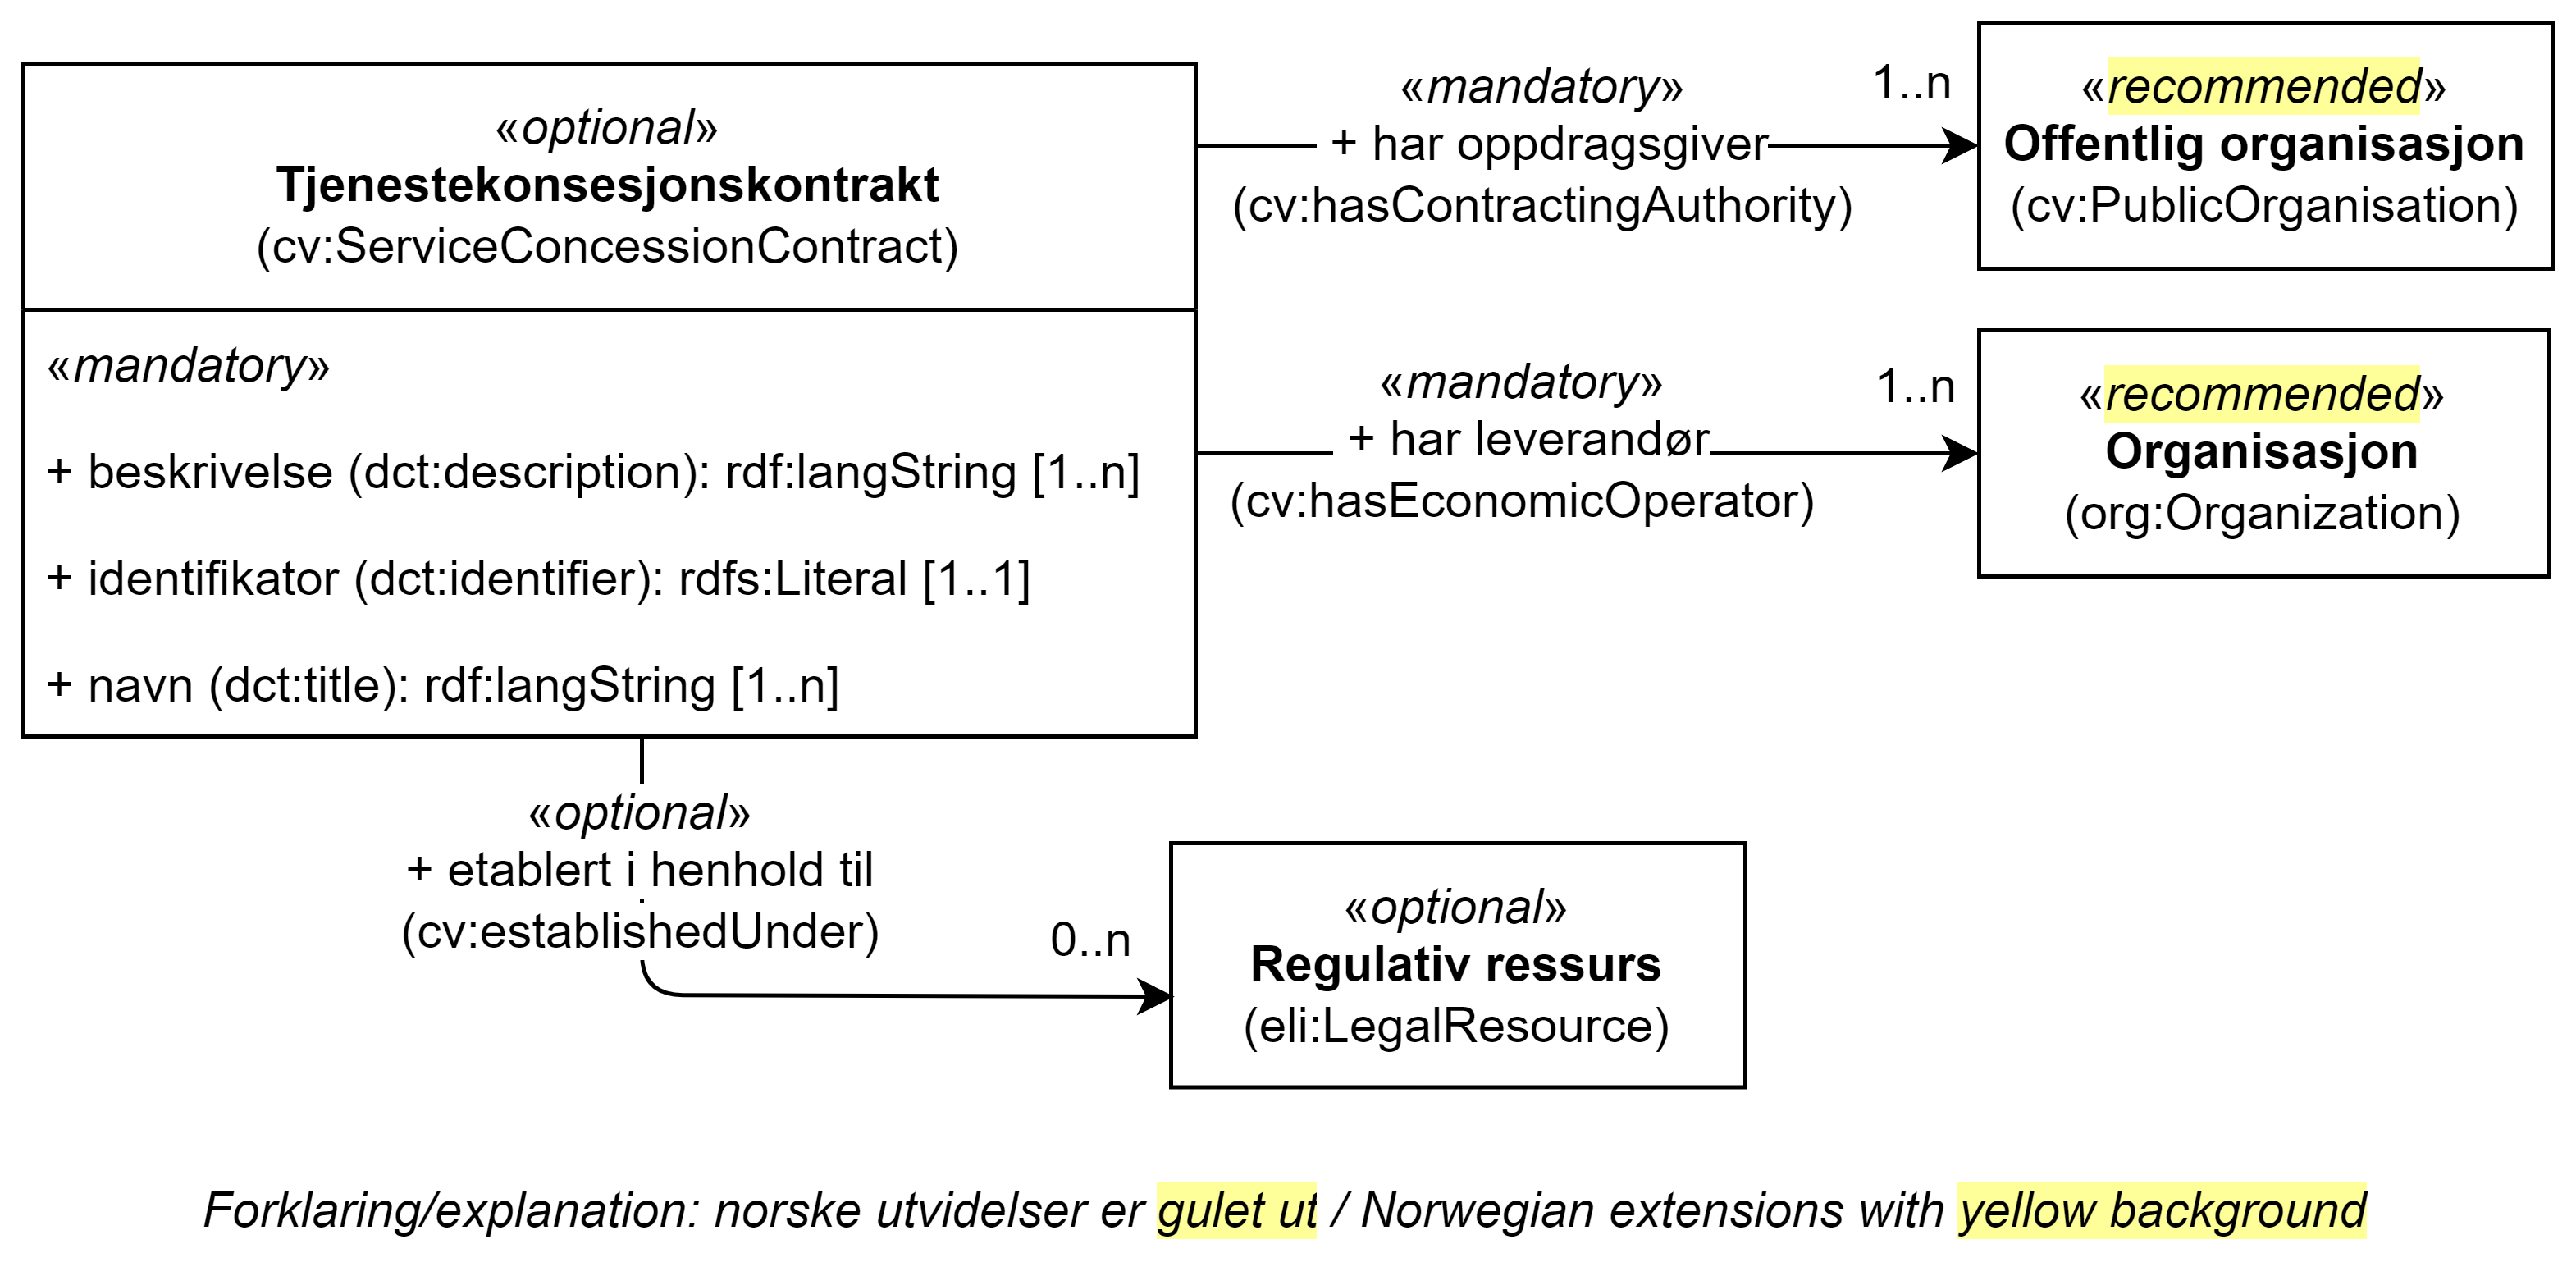 «optional»
Tjenestekonsesjonskontrakt
(cv:ServiceConcessionContract)
«mandatory»
+ beskrivelse (dct:description): rdf:langString [1..n]
+ identifikator (dct:identifier): rdfs:Literal [1..1]
+ navn (dct:title): rdf:langString [1..n]
«mandatory»
+ har oppdragsgiver
(cv:hasContractingAuthority)
1..n
«recommended»
Offentlig organisasjon
(cv:PublicOrganisation)
«mandatory»
+ har leverandør
(cv:hasEconomicOperator)
1..n
«recommended»
Organisasjon
(org:Organization)
«optional»
+ etablert i henhold til
(cv:establishedUnder)
0..n
«optional»
Regulativ ressurs
(eli:LegalResource)
Forklaring/explanation: norske utvidelser er gulet ut / Norwegian extensions with yellow background